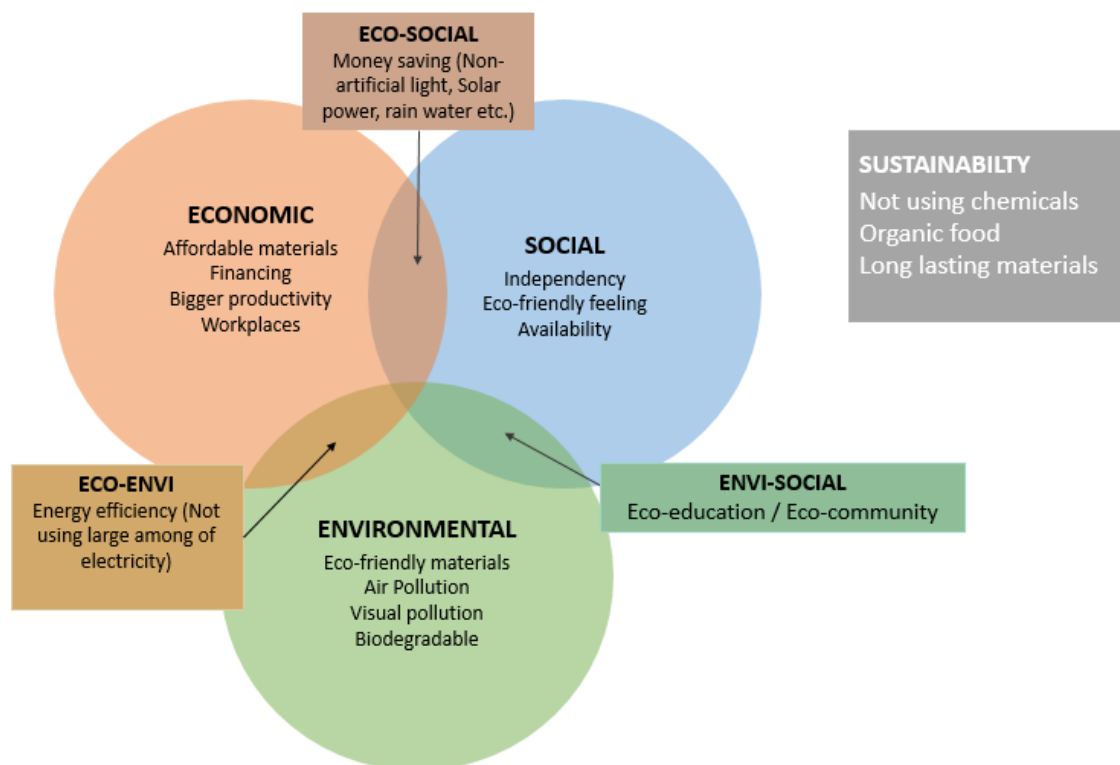 ECO-SOCIAL
Money saving (Non-
artificial light, Solar
power, rain water etc.)
SUSTAINABILTY
Not using chemicals
Organic food
Long lasting materials
ECONOMIC
Affordable materials
Financing
Bigger productivity
Workplaces
SOCIAL
Independency
Eco-friendly feeling
Availability
ECO-ENVI
Energy efficiency (Not
using large among of
electricity)
ENVI-SOCIAL
Eco-education / Eco-community
ENVIRONMENTAL
Eco-friendly materials
Air Pollution
Visual pollution
Biodegradable